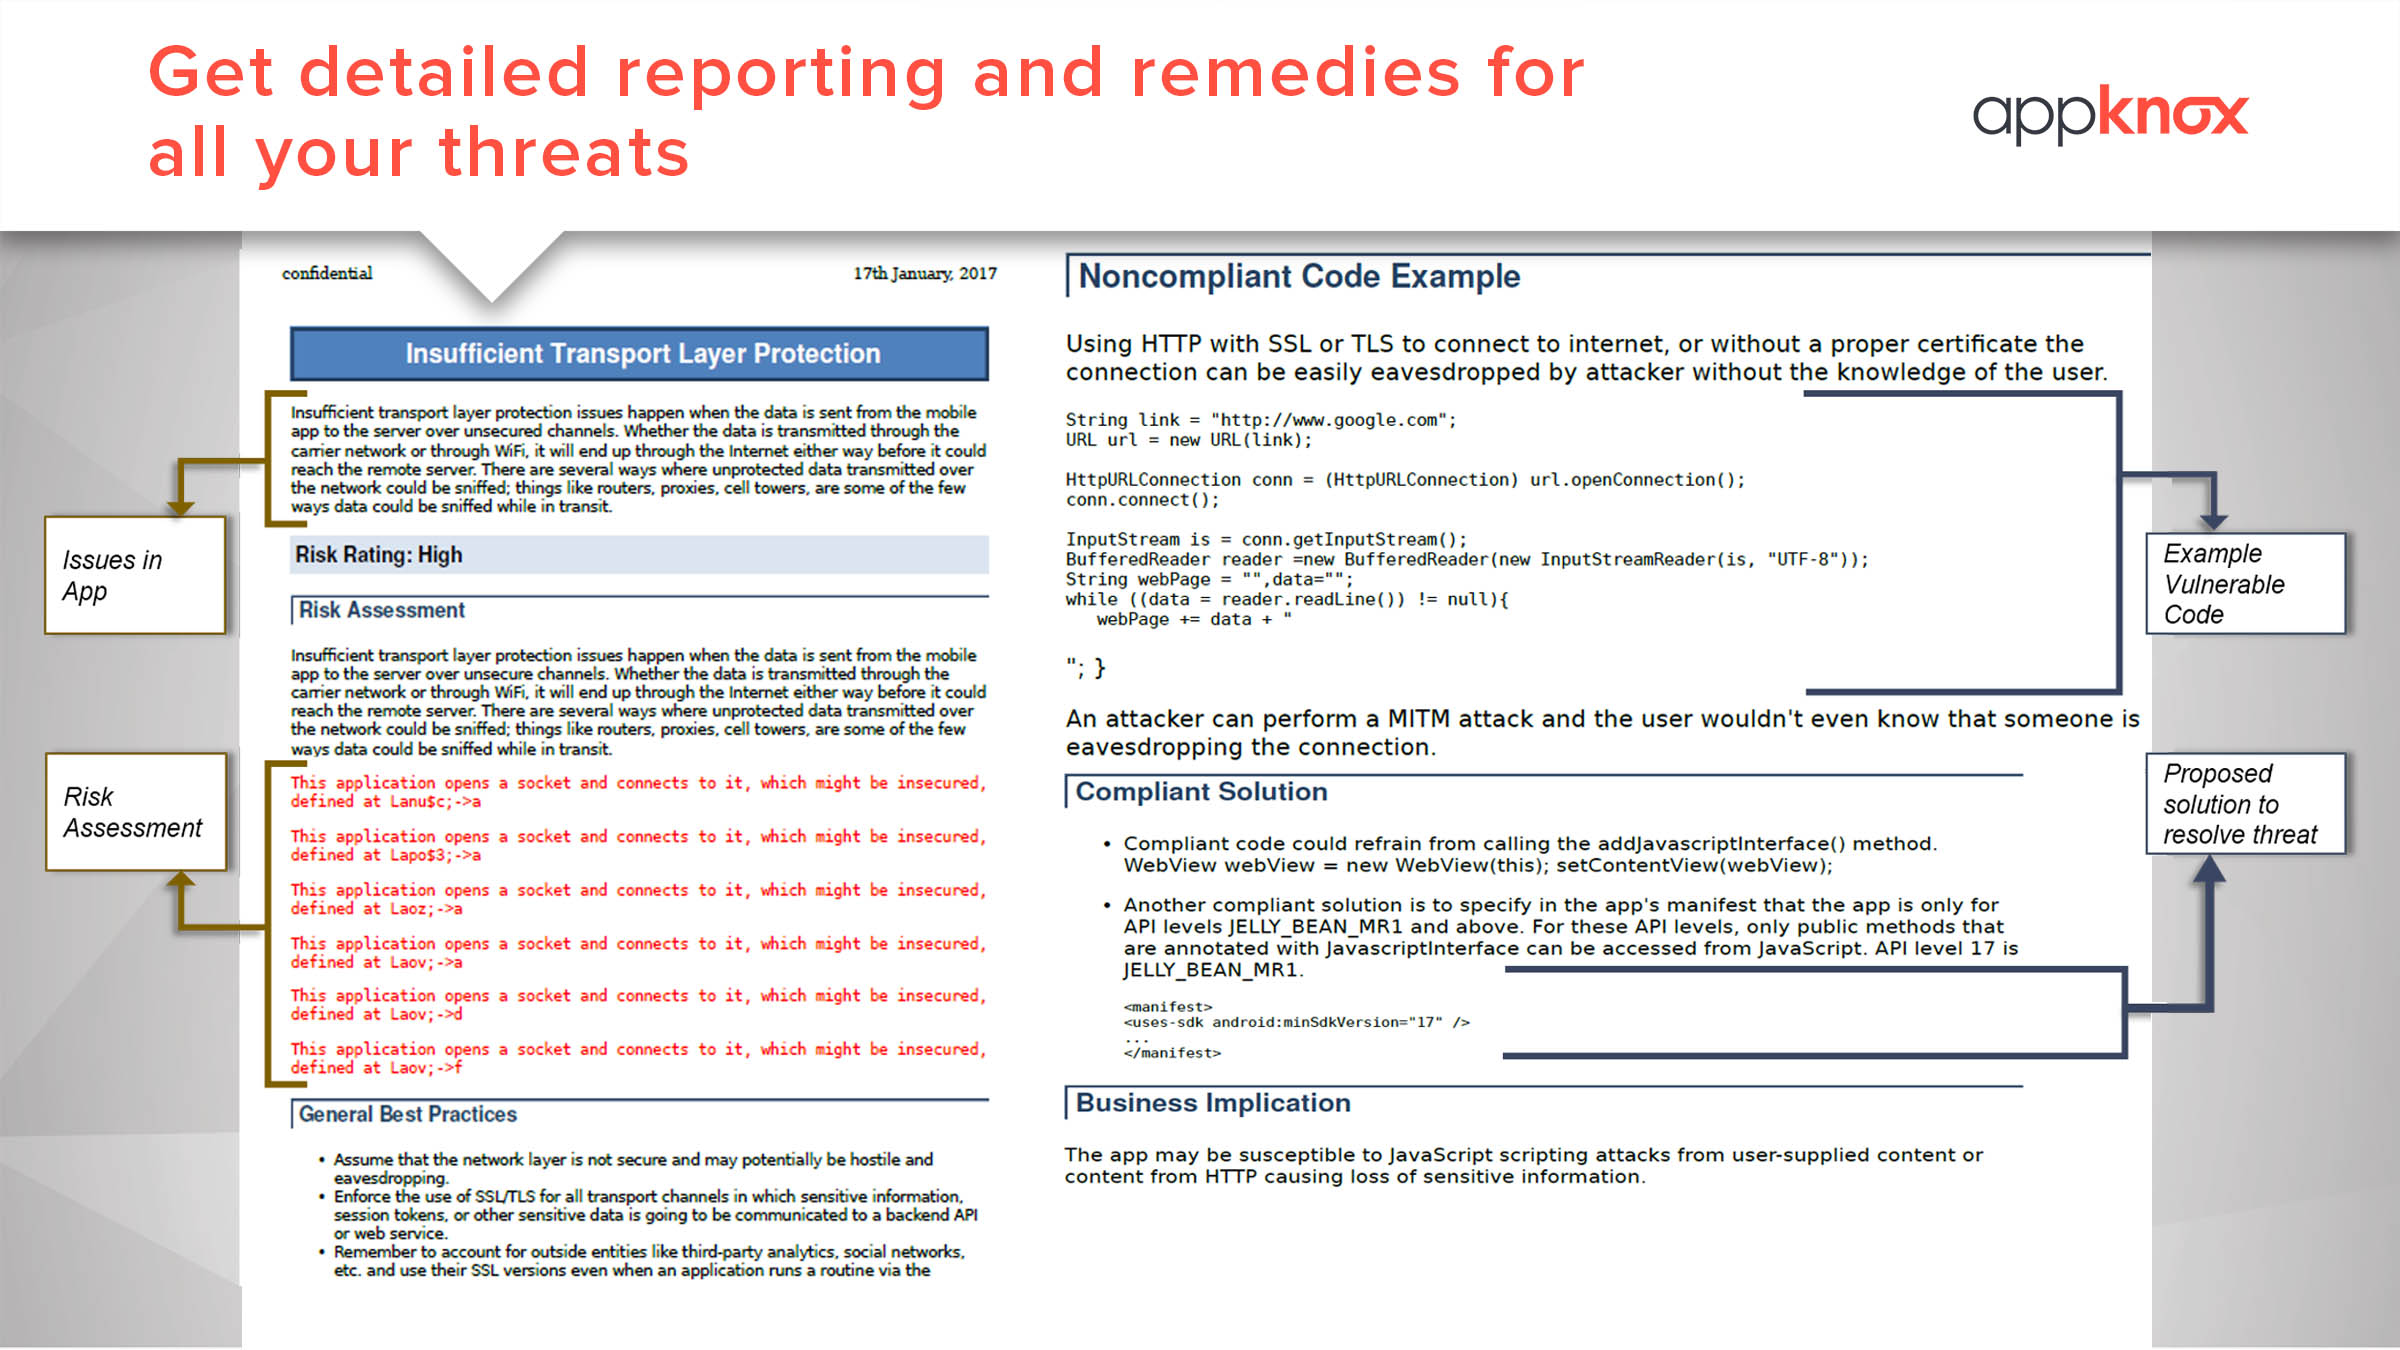 Get detailed reporting and remedies for
all your threats
appknox
confidential
17th January, 2017
Insufficient Transport Layer Protection
Insufficient transport layer protection issues happen when the data is sent from the mobile
app to the server over unsecured channels. Whether the data is transmitted through the
carrier network or through WiFi, it will end up through the Internet either way before it could
reach the remote server. There are several ways where unprotected data transmitted over
the network could be sniffed; things like routers, proxies, cell towers, are some of the few
ways data could be sniffed while in transit.
Issues in
App
Risk Rating: High
Risk Assessment
Insufficient transport layer protection issues happen when the data is sent from the mobile
app to the server over unsecure channels. Whether the data is transmitted through the
carrier network or through WiFi, it will end up through the Internet either way before it could
reach the remote server. There are several ways where unprotected data transmitted over
the network could be sniffed; things like routers, proxies, cell towers, are some of the few
ways data could be sniffed while in transit.
Risk
Assessment
This application opens a socket and connects to it, which might be insecured,
defined at Lanu$c;->a
This application opens a socket and connects to it, which might be insecured,
defined at Lapo$3;->a
This application opens a socket and connects to it, which might be insecured,
defined at Laoz;->a
This application opens a socket and connects to it, which might be insecured,
defined at Laov;->a
This application opens a socket and connects to it, which might be insecured,
defined at Laov;->d
This application opens a socket and connects to it, which might be insecured,
defined at Laov;->f
General Best Practices
• Assume that the network layer is not secure and may potentially be hostile and
eavesdropping.
• Enforce the use of SSL/TLS for all transport channels in which sensitive information,
session tokens, or other sensitive data is going to be communicated to a backend API
or web service.
• Remember to account for outside entities like third-party analytics, social networks,
etc. and use their SSL versions even when an application runs a routine via the
Noncompliant Code Example
Using HTTP with SSL or TLS to connect to internet, or without a proper certificate the
connection can be easily eavesdropped by attacker without the knowledge of the user.
String link = "http://www.google.com";
URL url = new URL(link);
HttpURLConnection conn = (HttpURLConnection) url.openConnection();
conn.connect();
InputStream is = conn.getInputStream();
BufferedReader reader =new BufferedReader(new InputStreamReader(is, "UTF-8"));
String webPage = "",data="";
while ((data = reader.readLine()) != null){
webPage += data + "
"; }
Example
Vulnerable
Code
An attacker can perform a MITM attack and the user wouldn't even know that someone is
eavesdropping the connection.
Compliant Solution
• Compliant code could refrain from calling the addJavascriptInterface() method.
WebView webView = new WebView(this); setContentView(webView);
• Another compliant solution is to specify in the app's manifest that the app is only for
API levels JELLY_BEAN_MR1 and above. For these API levels, only public methods that
are annotated with JavascriptInterface can be accessed from JavaScript. API level 17 is
JELLY_BEAN_MR1.
<manifest>
<uses-sdk android:minSdkVersion="17" />
...
</manifest>
Proposed
solution to
resolve threat
Business Implication
The app may be susceptible to JavaScript scripting attacks from user-supplied content or
content from HTTP causing loss of sensitive information.